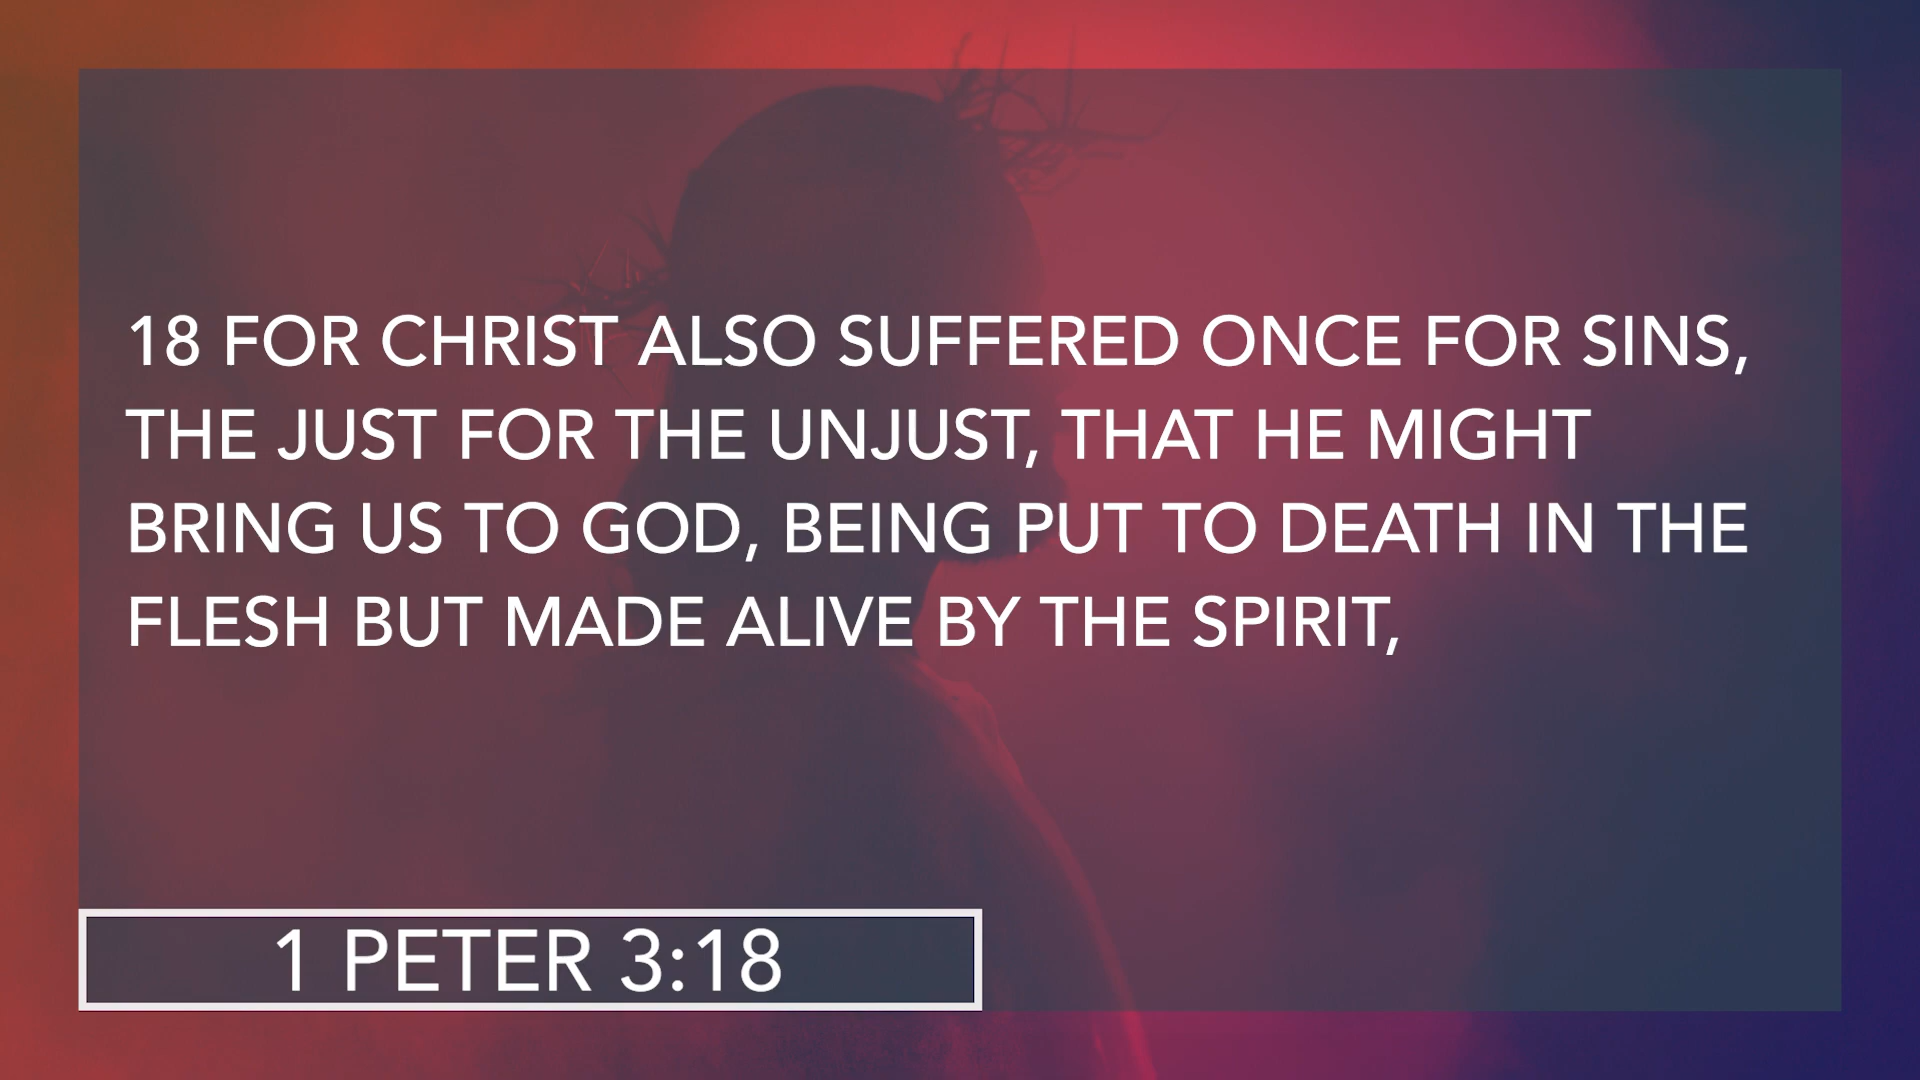 18 FOR CHRIST ALSO SUFFERED ONCE FOR SINS,
THE JUST FOR THE UNJUST, THAT HE MIGHT
BRING US TO GOD, BEING PUT TO DEATH IN THE
FLESH BUT MADE ALIVE BY THE SPIRIT,
1 PETER 3:18